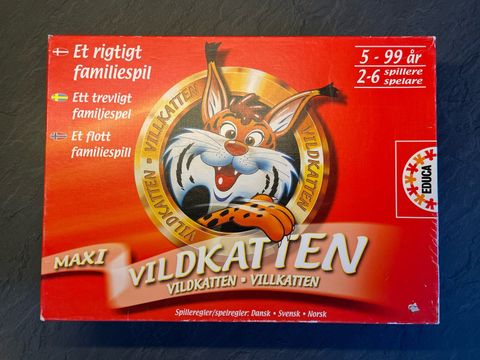 Et rigtigt
familiespil
Ett trevligt
familjespel
Et flott
familiespill
5 - 99 år
2-6 spillere
spelare
VILDKATTEN • VILLKATTEN • VILDKATTEN
EDUCA
MAXI
VILDKATTEN
VILDKATTEN - VILLKATTEN
Spilleregler/spelregler: Dansk • Svensk • Norsk